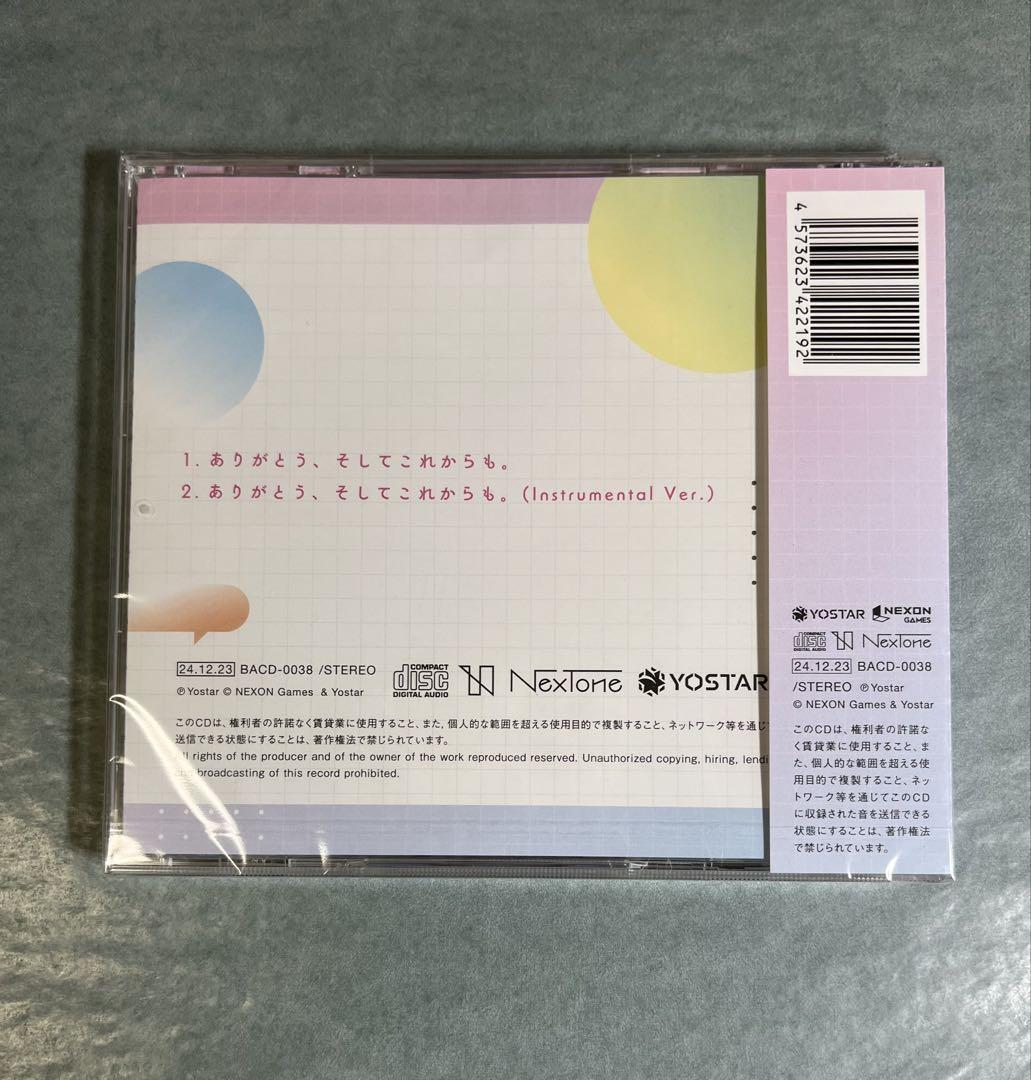 1. ありがとう、そしてこれからも。
2. ありがとう、そしてこれからも。(Instrumental Ver.)
24.12.23 BACD-0038 /STEREO
COMPACT disc DIGITAL AUDIO NexTone YOSTAR
℗Yostar © NEXON Games & Yostar
このCDは、権利者の許諾なく賃貸業に使用すること、また、個人的な範囲を超える使用目的で複製すること、ネットワーク等を通じて
送信できる状態にすることは、著作権法で禁じられています。
All rights of the producer and of the owner of the work reproduced reserved. Unauthorized copying, hiring,
broadcasting of this record prohibited.
4 573623 422192
YOSTAR NEXON GAMES
COMPACT disc DIGITAL AUDIO NexTone
24.12.23 BACD-0038
/STEREO ℗Yostar
© NEXON Games & Yostar
このCDは、権利者の許諾な
く賃貸業に使用すること、ま
た、個人的な範囲を超える使
用目的で複製すること、ネッ
トワーク等を通じてこのCD
に収録された音を送信できる
状態にすることは、著作権法
で禁じられています。